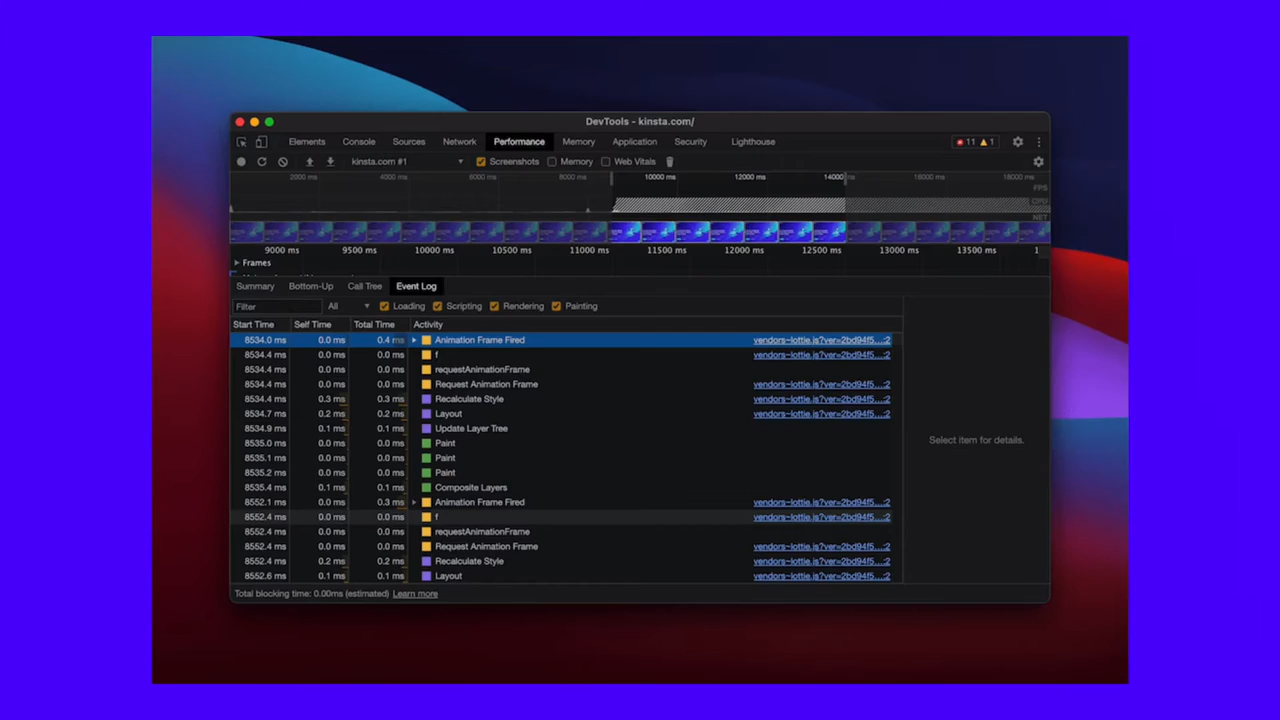 DevTools - kinsta.com/
Elements Console Sources Network Performance Memory Application Security Lighthouse 11 1
kinsta.com #1 Screenshots Memory Web Vitals
2000 ms 4000 ms 6000 ms 8000 ms 10000 ms 12000 ms 14000 ms 16000 ms 18000 ms
FPS
CPU
NET
9000 ms 9500 ms 10000 ms 10500 ms 11000 ms 11500 ms 12000 ms 12500 ms 13000 ms 13500 ms 1
Frames
Summary Bottom-Up Call Tree Event Log
Filter All Loading Scripting Rendering Painting
Start Time Self Time Total Time Activity
8534.0 ms 0.0 ms 0.4 ms Animation Frame Fired vendors-lottie.js?ver=2bd94f5…:2
8534.4 ms 0.0 ms 0.0 ms f vendors-lottie.js?ver=2bd94f5…:2
8534.4 ms 0.0 ms 0.0 ms requestAnimationFrame
8534.4 ms 0.0 ms 0.0 ms Request Animation Frame vendors-lottie.js?ver=2bd94f5…:2
8534.4 ms 0.3 ms 0.3 ms Recalculate Style vendors-lottie.js?ver=2bd94f5…:2
8534.7 ms 0.2 ms 0.2 ms Layout vendors-lottie.js?ver=2bd94f5…:2
8534.9 ms 0.1 ms 0.1 ms Update Layer Tree
8535.0 ms 0.0 ms 0.0 ms Paint
8535.1 ms 0.0 ms 0.0 ms Paint
8535.2 ms 0.0 ms 0.0 ms Paint
8535.4 ms 0.1 ms 0.1 ms Composite Layers
8552.1 ms 0.0 ms 0.3 ms Animation Frame Fired vendors-lottie.js?ver=2bd94f5…:2
8552.4 ms 0.0 ms 0.0 ms f vendors-lottie.js?ver=2bd94f5…:2
8552.4 ms 0.0 ms 0.0 ms requestAnimationFrame
8552.4 ms 0.0 ms 0.0 ms Request Animation Frame vendors-lottie.js?ver=2bd94f5…:2
8552.4 ms 0.2 ms 0.2 ms Recalculate Style vendors-lottie.js?ver=2bd94f5…:2
8552.6 ms 0.1 ms 0.1 ms Layout vendors-lottie.js?ver=2bd94f5…:2
Select item for details.
Total blocking time: 0.00ms (estimated) Learn more